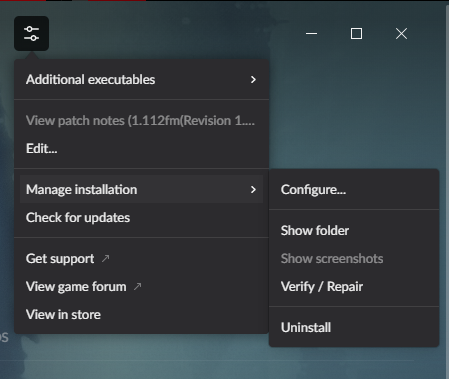 Additional executables
View patch notes (1.112fm(Revision 1....
Edit...
Manage installation
Check for updates
Get support
View game forum
View in store
Configure...
Show folder
Show screenshots
Verify / Repair
Uninstall